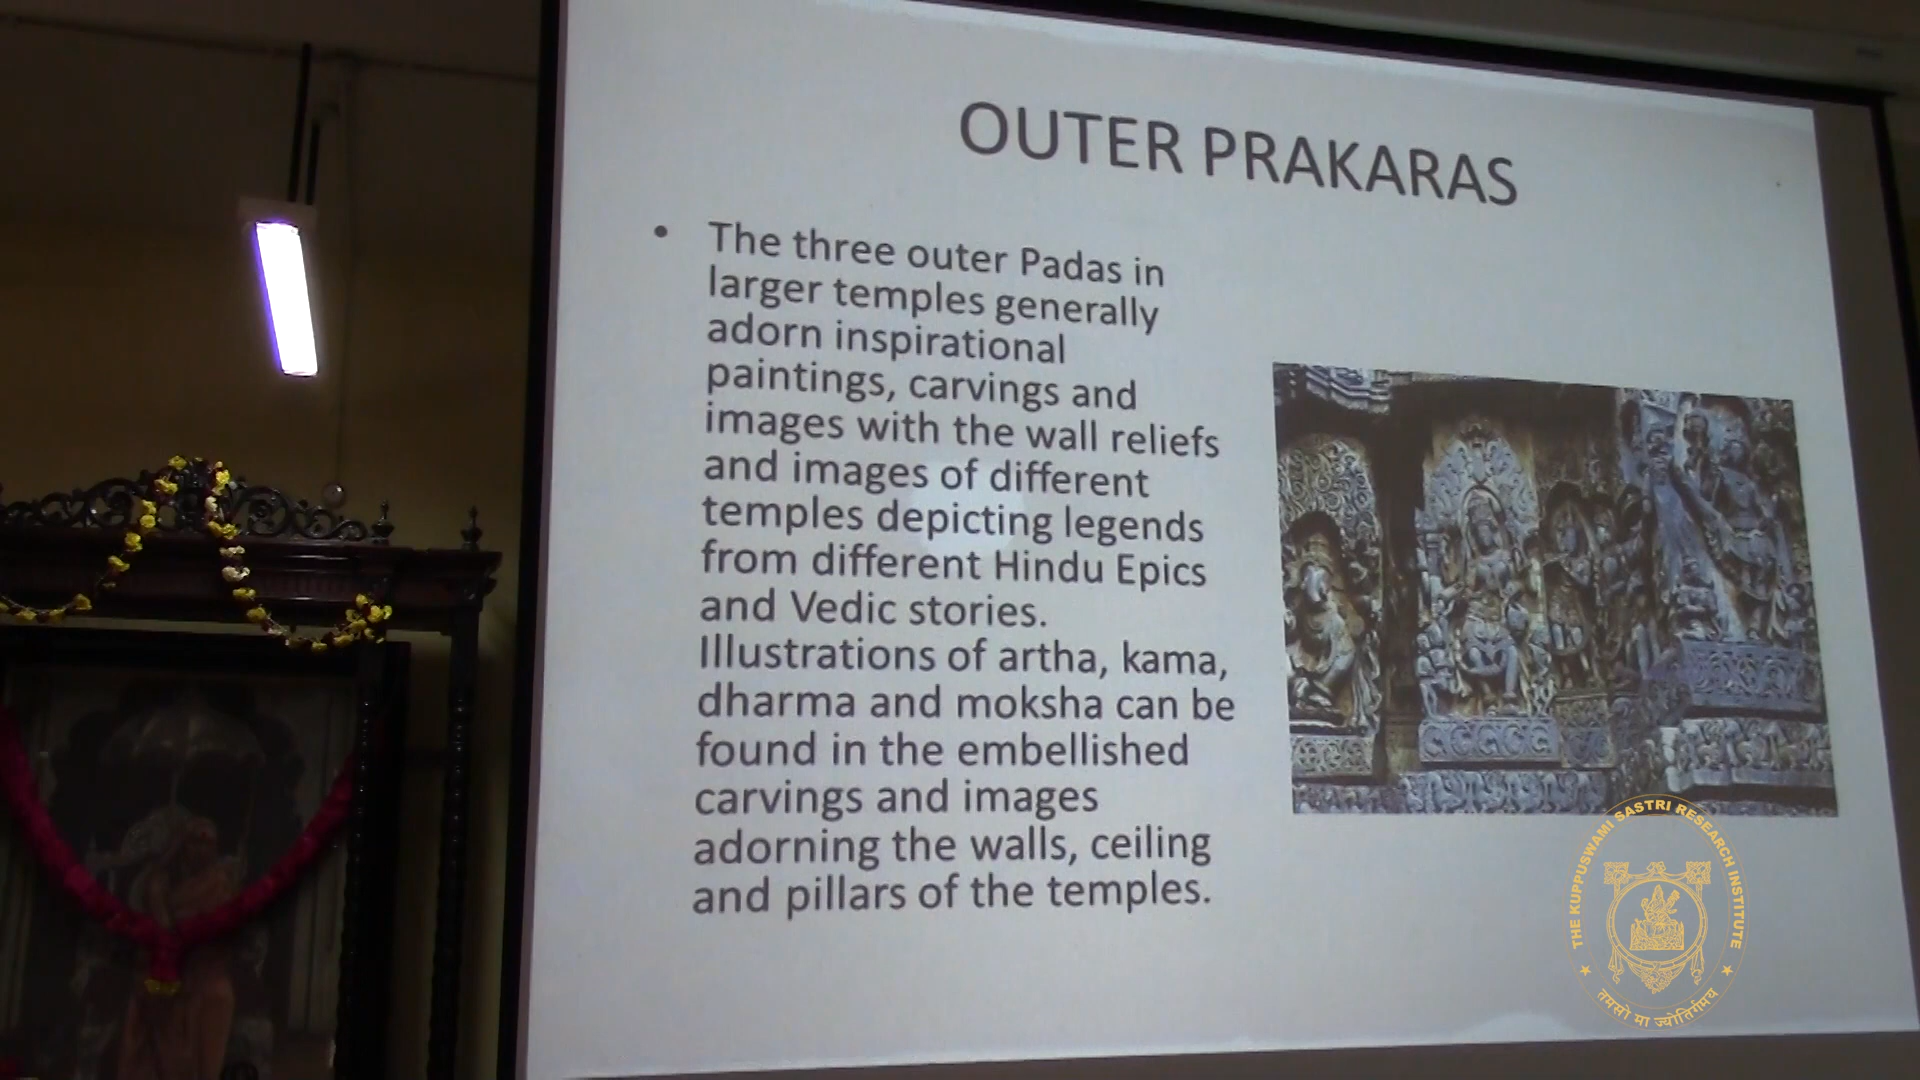 OUTER PRAKARAS
• The three outer Padas in
larger temples generally
adorn inspirational
paintings, carvings and
images with the wall reliefs
and images of different
temples depicting legends
from different Hindu Epics
and Vedic stories.
Illustrations of artha, kama,
dharma and moksha can be
found in the embellished
carvings and images
adorning the walls, ceiling
and pillars of the temples.
THE KUPPUSWAMI SASTRI RESEARCH INSTITUTE
तमसो मा ज्योतिर्गमय